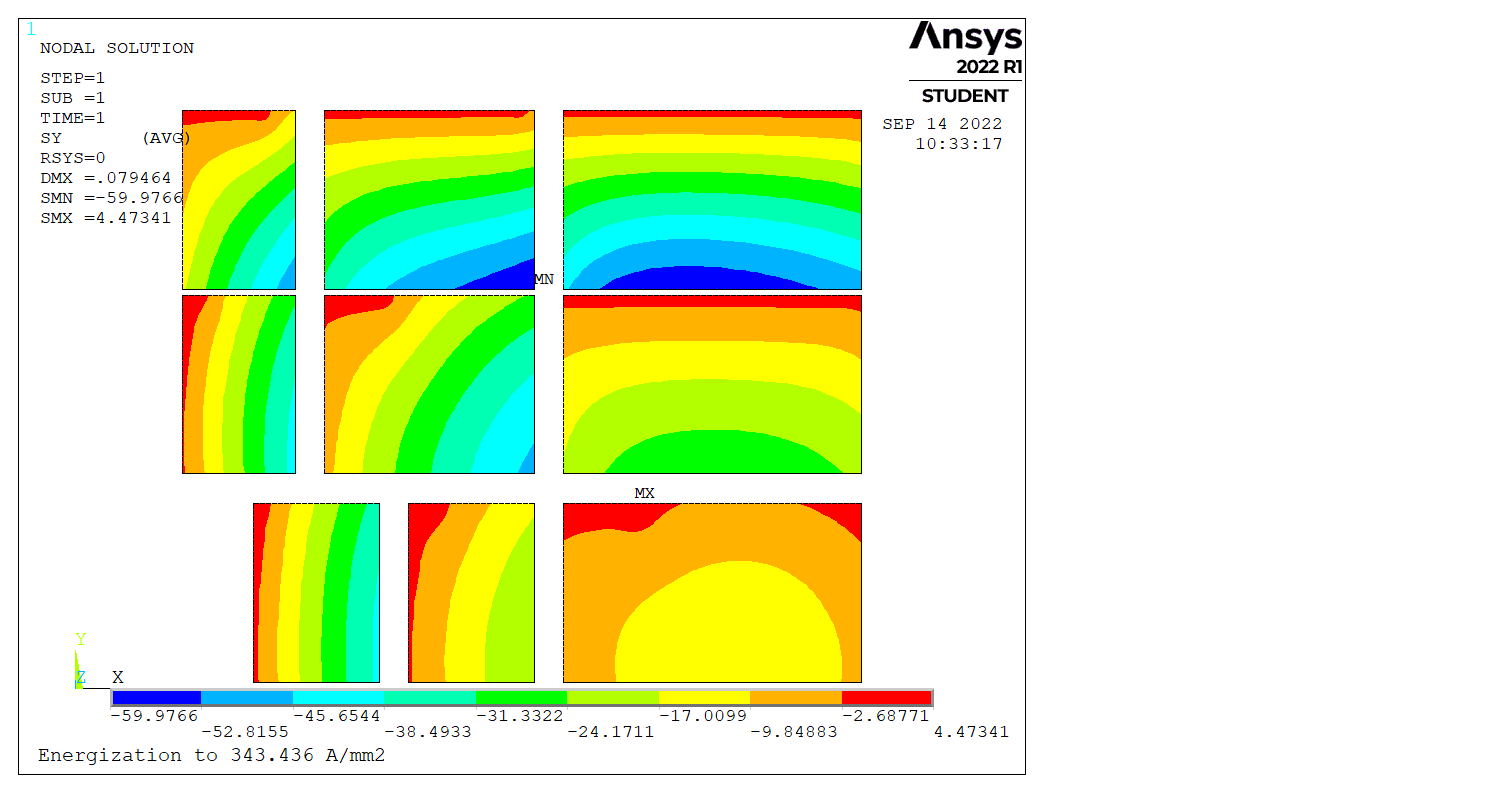 1
NODAL SOLUTION
STEP=1
SUB =1
TIME=1
SY (AVG)
RSYS=0
DMX =.079464
SMN =-59.9766
SMX =4.47341
Ansys
2022 R1
STUDENT
SEP 14 2022
10:33:17
MN
MX
Y
Z X
-59.9766 -45.6544 -31.3322 -17.0099 -2.68771
-52.8155 -38.4933 -24.1711 -9.84883 4.47341
Energization to 343.436 A/mm2